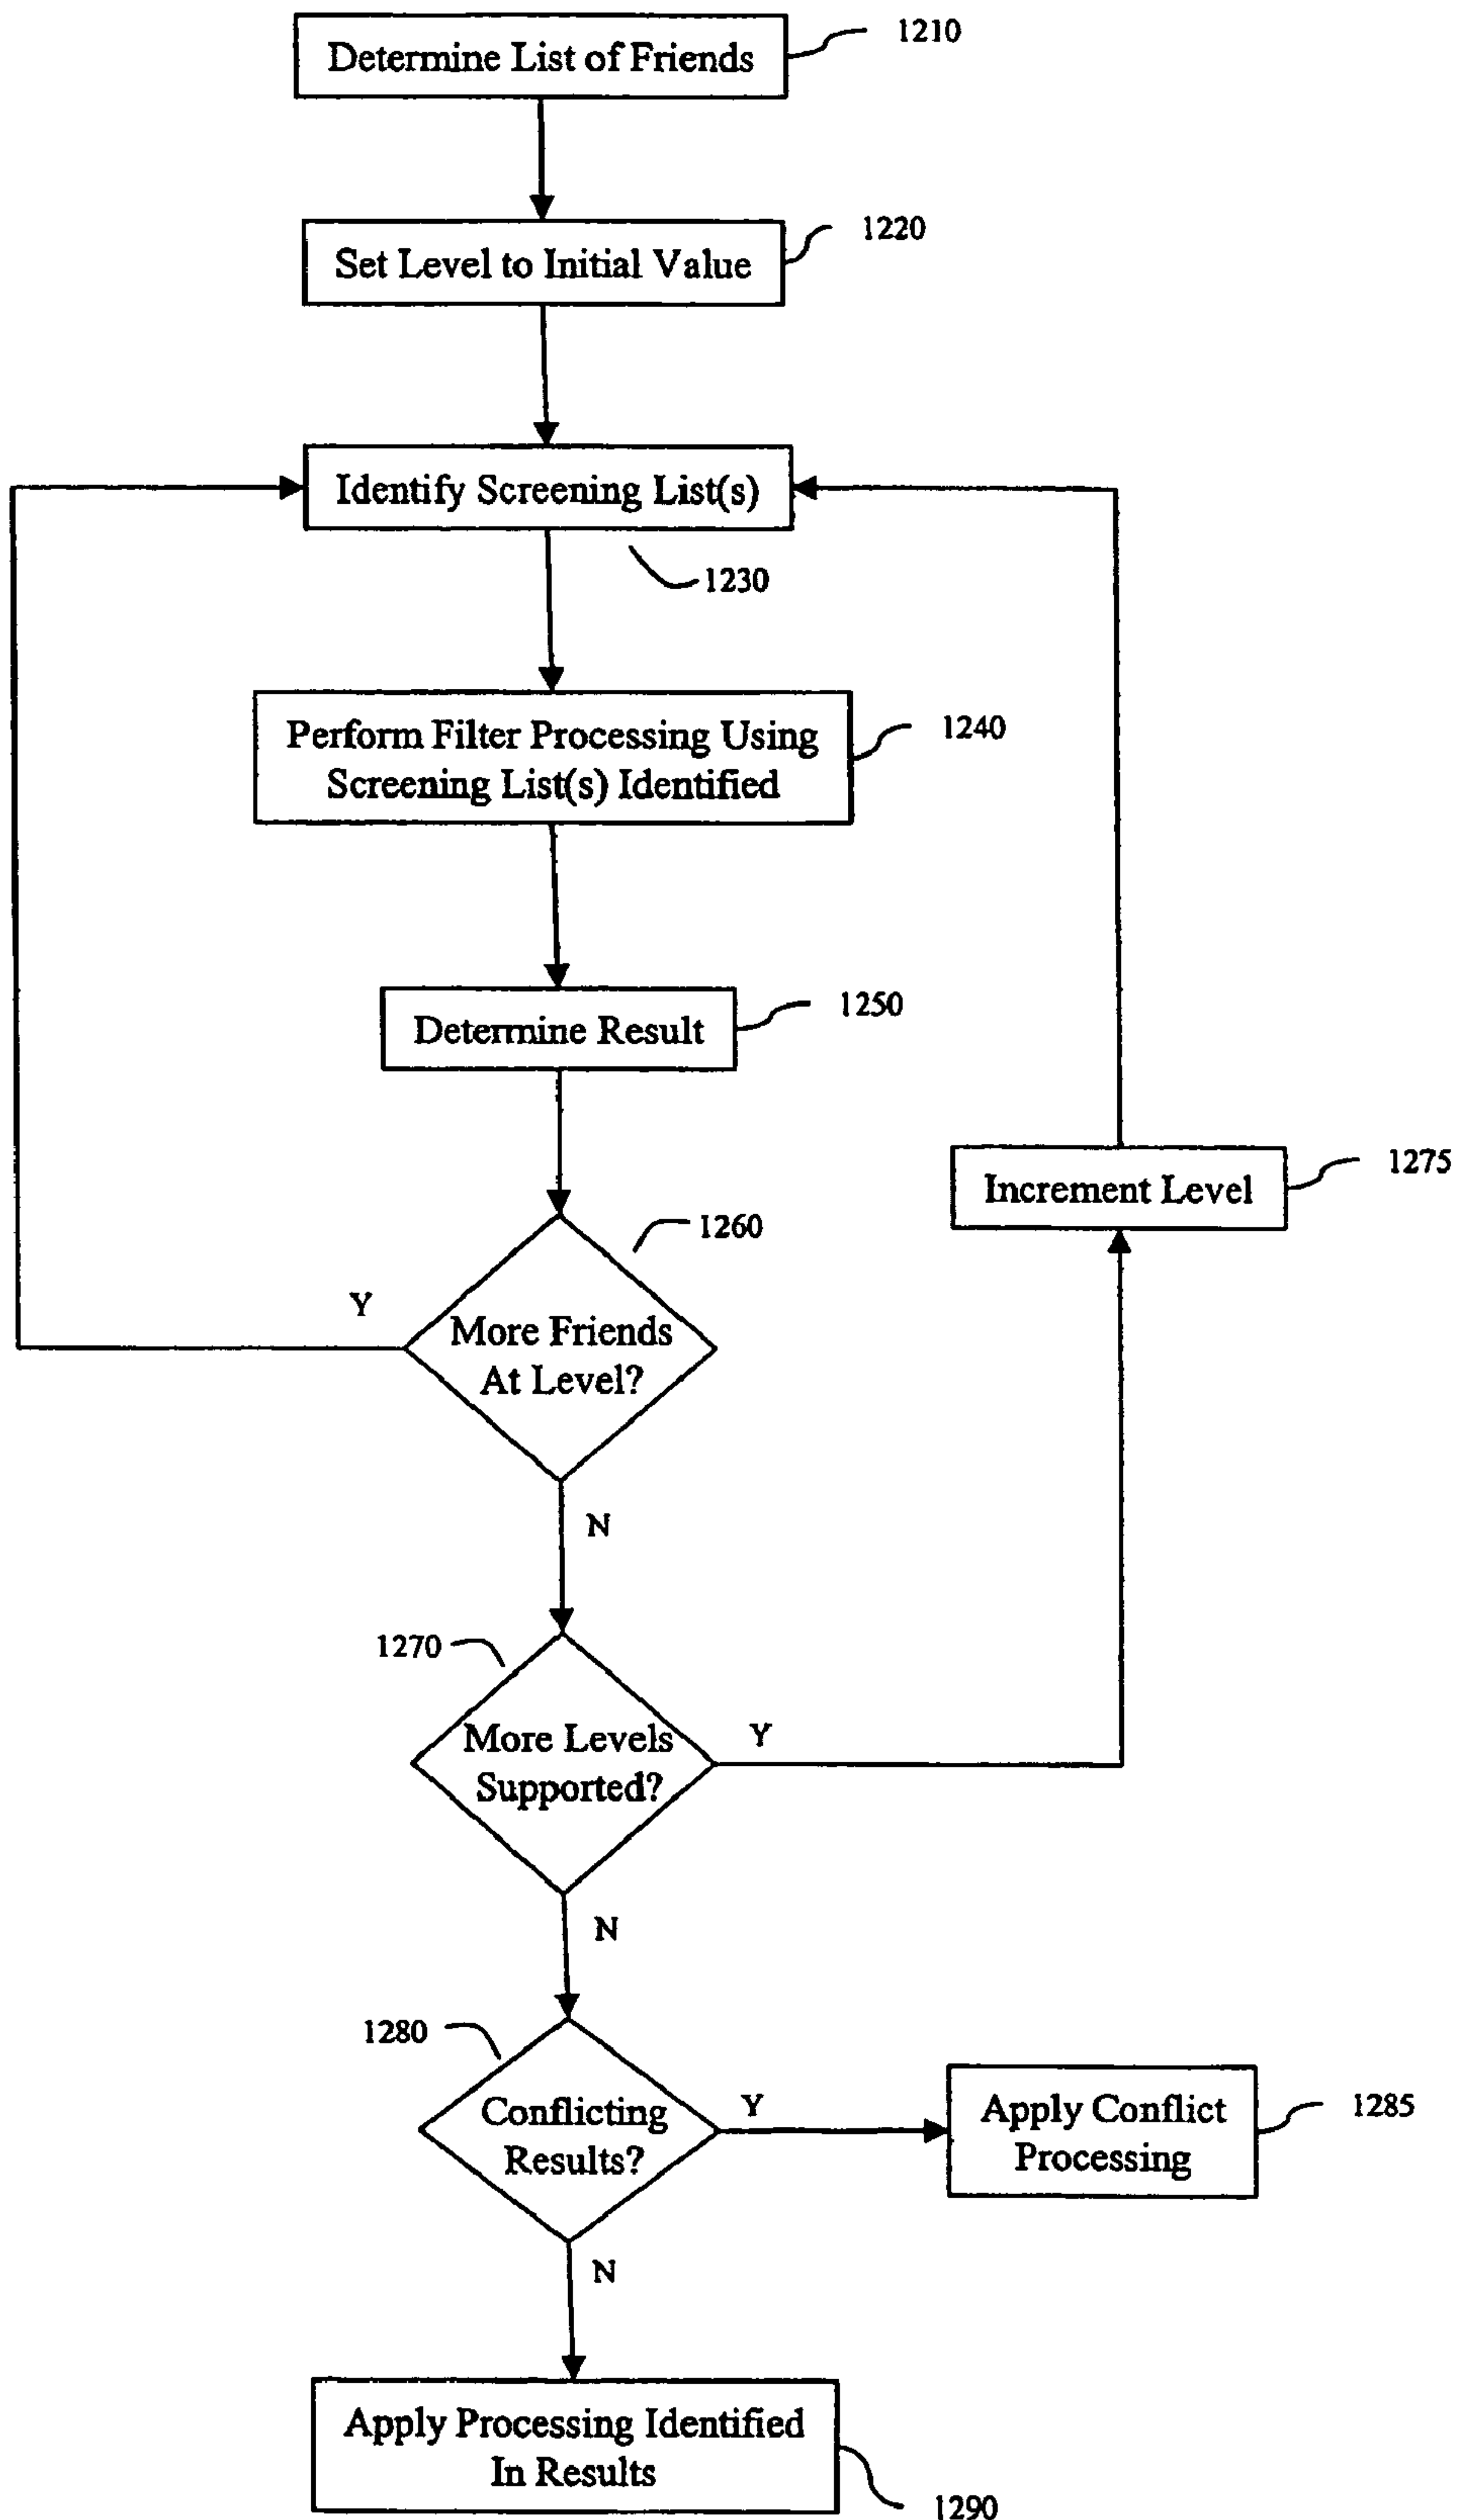 Determine List of Friends
1210
Set Level to Initial Value
1220
Identify Screening List(s)
1230
Perform Filter Processing Using
Screening List(s) Identified
1240
Determine Result
1250
Increment Level
1275
1260
Y
More Friends
At Level?
N
1270
More Levels
Supported?
Y
N
1280
Conflicting
Results?
Y
Apply Conflict
Processing
1285
N
Apply Processing Identified
In Results
1290